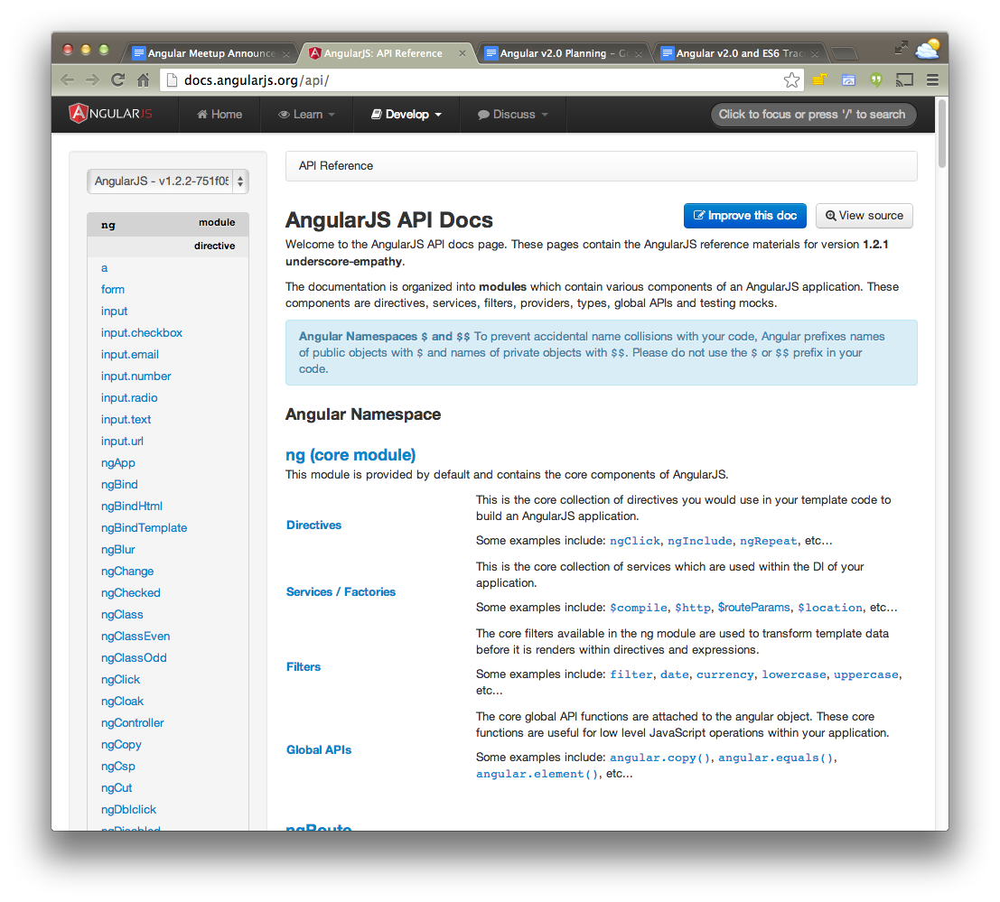 Angular Meetup Announce
AngularJS: API Reference
Angular v2.0 Planning - Go
Angular v2.0 and ES6 Trac
docs.angularjs.org/api/
ANGULARJS
Home
Learn
Develop
Discuss
Click to focus or press '/' to search
AngularJS - v1.2.2-751f05
ng
module
directive
a
form
input
input.checkbox
input.email
input.number
input.radio
input.text
input.url
ngApp
ngBind
ngBindHtml
ngBindTemplate
ngBlur
ngChange
ngChecked
ngClass
ngClassEven
ngClassOdd
ngClick
ngCloak
ngController
ngCopy
ngCsp
ngCut
ngDblclick
ngDisabled
API Reference
AngularJS API Docs
Improve this doc
View source
Welcome to the AngularJS API docs page. These pages contain the AngularJS reference materials for version 1.2.1
underscore-empathy.
The documentation is organized into modules which contain various components of an AngularJS application. These
components are directives, services, filters, providers, types, global APIs and testing mocks.
Angular Namespaces $ and $$ To prevent accidental name collisions with your code, Angular prefixes names
of public objects with $ and names of private objects with $$. Please do not use the $ or $$ prefix in your
code.
Angular Namespace
ng (core module)
This module is provided by default and contains the core components of AngularJS.
Directives
This is the core collection of directives you would use in your template code to
build an AngularJS application.
Some examples include: ngClick, ngInclude, ngRepeat, etc…
Services / Factories
This is the core collection of services which are used within the DI of your
application.
Some examples include: $compile, $http, $routeParams, $location, etc…
Filters
The core filters available in the ng module are used to transform template data
before it is renders within directives and expressions.
Some examples include: filter, date, currency, lowercase, uppercase,
etc...
Global APIs
The core global API functions are attached to the angular object. These core
functions are useful for low level JavaScript operations within your application.
Some examples include: angular.copy(), angular.equals(),
angular.element(), etc...
ngRoute